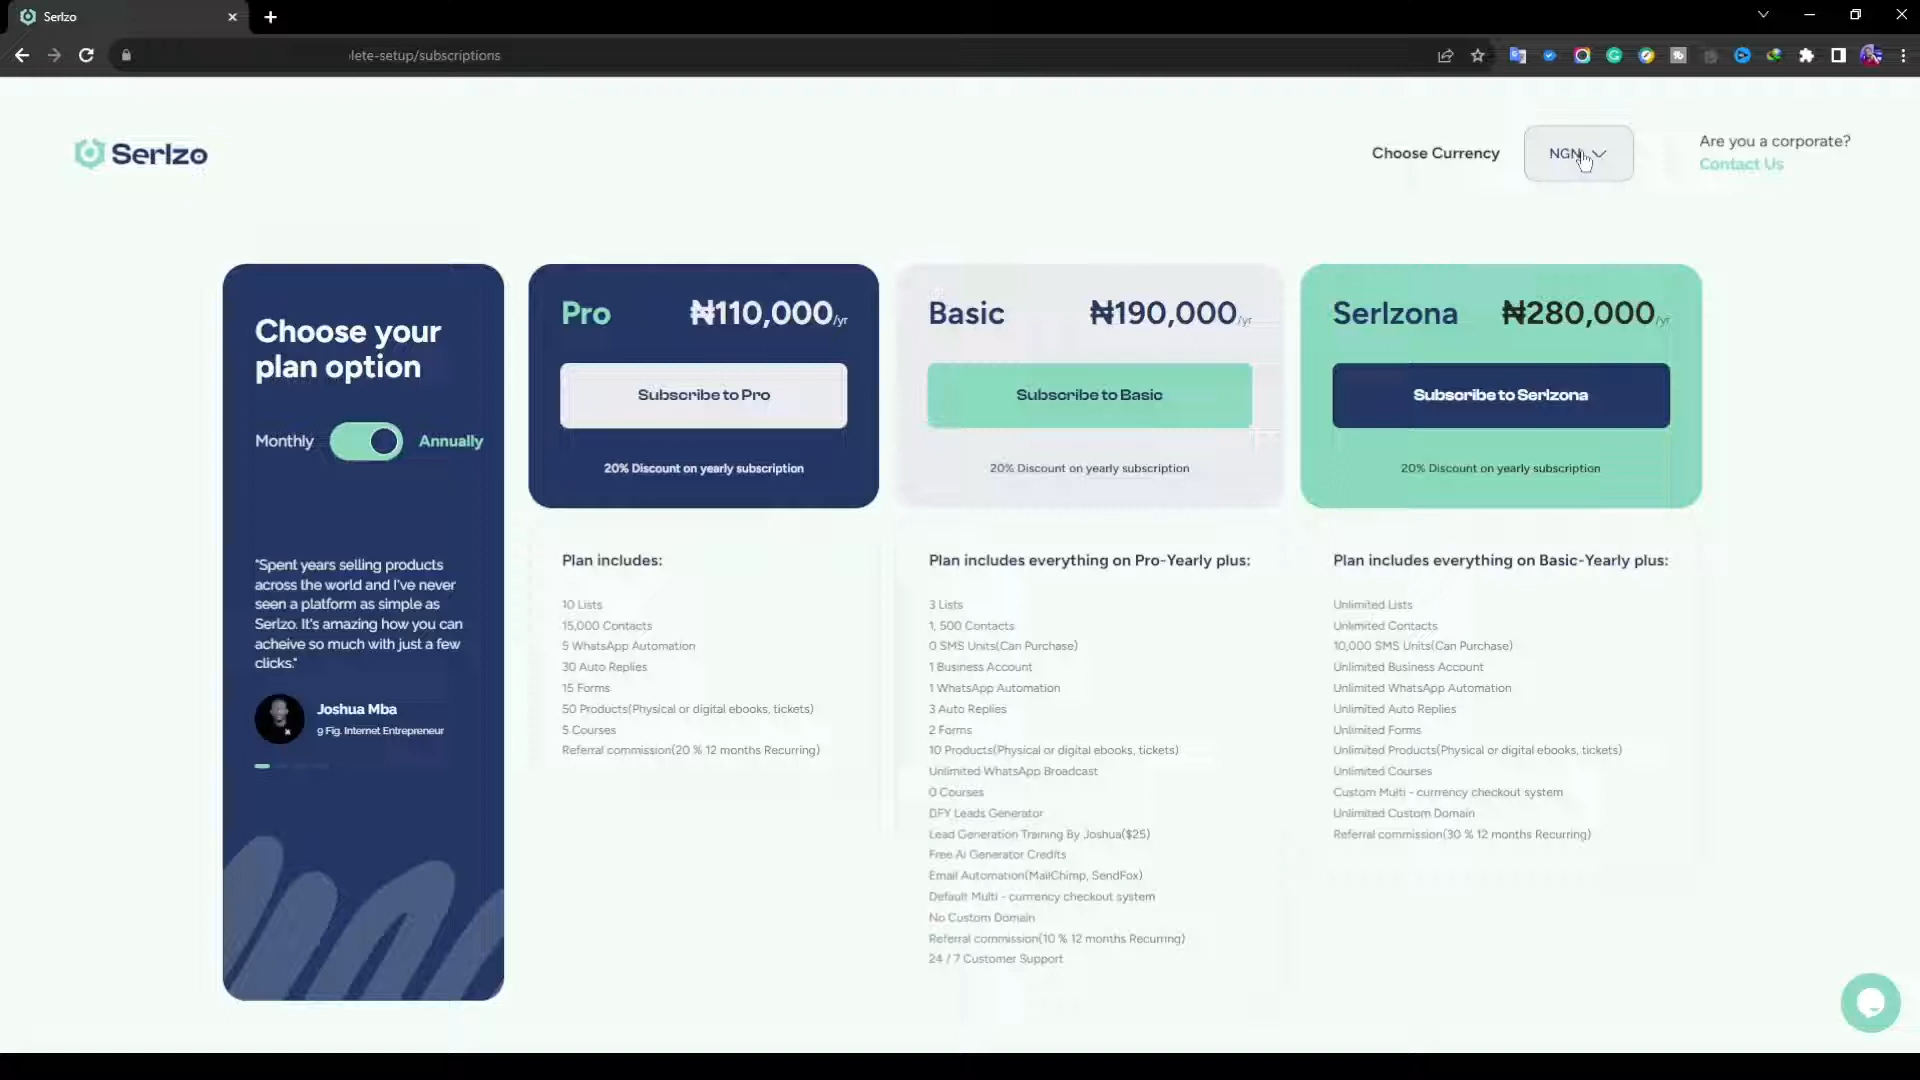 Serlzo
lete-setup/subscriptions
Serlzo
Choose Currency
NGN
Are you a corporate?
Contact Us
Choose your
plan option
Monthly
Annually
"Spent years selling products
across the world and I've never
seen a platform as simple as
Serlzo. It's amazing how you can
acheive so much with just a few
clicks."
Joshua Mba
9 Fig. Internet Entrepreneur
Pro
₦110,000/yr
Subscribe to Pro
20% Discount on yearly subscription
Plan includes:
10 Lists
15,000 Contacts
5 WhatsApp Automation
30 Auto Replies
15 Forms
50 Products(Physical or digital ebooks, tickets)
5 Courses
Referral commission(20 % 12 months Recurring)
Basic
₦190,000/yr
Subscribe to Basic
20% Discount on yearly subscription
Plan includes everything on Pro-Yearly plus:
3 Lists
1, 500 Contacts
0 SMS Units(Can Purchase)
1 Business Account
1 WhatsApp Automation
3 Auto Replies
2 Forms
10 Products(Physical or digital ebooks, tickets)
Unlimited WhatsApp Broadcast
0 Courses
DFY Leads Generator
Lead Generation Training By Joshua($25)
Free Ai Generator Credits
Email Automation(MailChimp, SendFox)
Default Multi - currency checkout system
No Custom Domain
Referral commission(10 % 12 months Recurring)
24 / 7 Customer Support
Serlzona
₦280,000/yr
Subscribe to Serlzona
20% Discount on yearly subscription
Plan includes everything on Basic-Yearly plus:
Unlimited Lists
Unlimited Contacts
10,000 SMS Units(Can Purchase)
Unlimited Business Account
Unlimited WhatsApp Automation
Unlimited Auto Replies
Unlimited Forms
Unlimited Products(Physical or digital ebooks, tickets)
Unlimited Courses
Custom Multi - currrency checkout system
Unlimited Custom Domain
Referral commission(30 % 12 months Recurring)